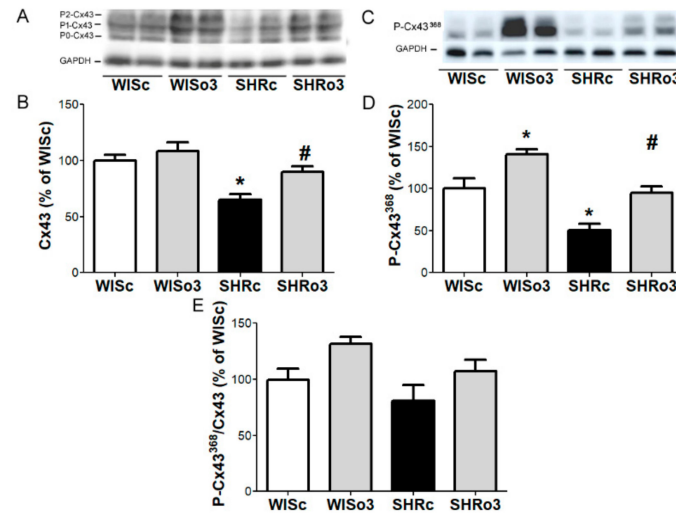 A
P2-Cx43
P1-Cx43
P0-Cx43
GAPDH
WISc WISo3 SHRc SHRo3
C
P-Cx43³⁶⁸
GAPDH
WISc WISo3 SHRc SHRo3
B
Cx43 (% of WISc)
150
100
50
0
* #
WISc WISo3 SHRc SHRo3
D
P-Cx43³⁶⁸ (% of WISc)
200
150
100
50
0
* * #
WISc WISo3 SHRc SHRo3
E
P-Cx43³⁶⁸/Cx43 (% of WISc)
150
100
50
0
WISc WISo3 SHRc SHRo3